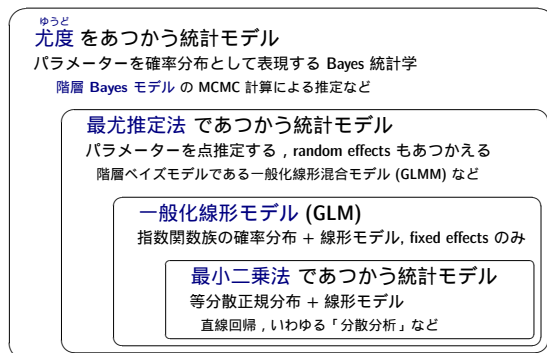 ゆうど
尤度 をあつかう統計モデル
パラメーターを確率分布として表現する Bayes 統計学
階層 Bayes モデル の MCMC 計算による推定など
最尤推定法 であつかう統計モデル
パラメーターを点推定する , random effects もあつかえる
階層ベイズモデルである一般化線形混合モデル (GLMM) など
一般化線形モデル (GLM)
指数関数族の確率分布 + 線形モデル, fixed effects のみ
最小二乗法 であつかう統計モデル
等分散正規分布 + 線形モデル
直線回帰 , いわゆる「分散分析」など